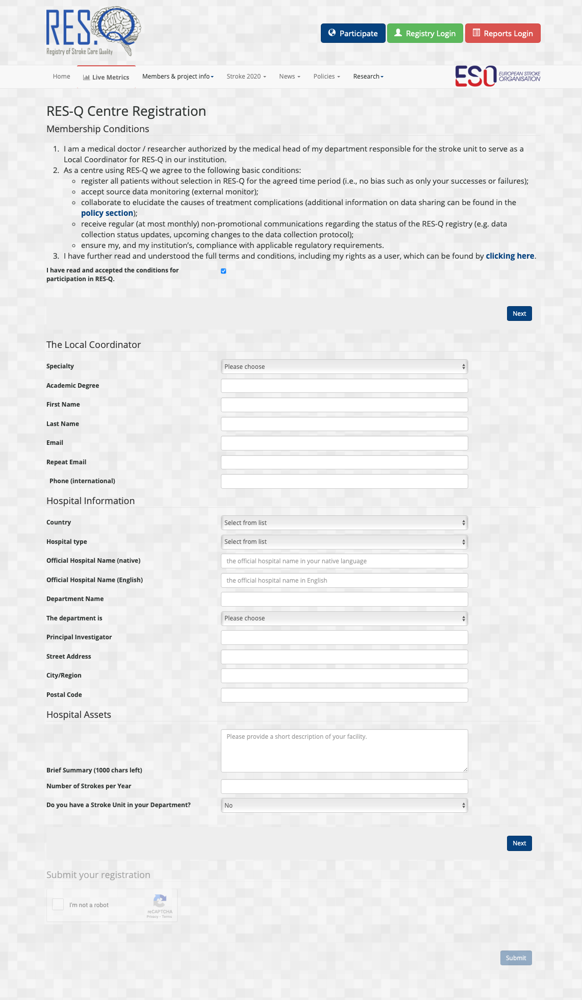 RES.Q
Registry of Stroke Care Quality
Participate
Registry Login
Reports Login
Home
Live Metrics
Members & project info
Stroke 2020
News
Policies
Research
ESO EUROPEAN STROKE
ORGANISATION
RES-Q Centre Registration
Membership Conditions
1. I am a medical doctor / researcher authorized by the medical head of my department responsible for the stroke unit to serve as a
Local Coordinator for RES-Q in our institution.
2. As a centre using RES-Q we agree to the following basic conditions:
register all patients without selection in RES-Q for the agreed time period (i.e., no bias such as only your successes or failures);
accept source data monitoring (external monitor);
collaborate to elucidate the causes of treatment complications (additional information on data sharing can be found in the
policy section);
receive regular (at most monthly) non-promotional communications regarding the status of the RES-Q registry (e.g. data
collection status updates, upcoming changes to the data collection protocol);
ensure my, and my institution’s, compliance with applicable regulatory requirements.
3. I have further read and understood the full terms and conditions, including my rights as a user, which can be found by clicking here.
I have read and accepted the conditions for
participation in RES-Q.
Next
The Local Coordinator
Specialty
Please choose
Academic Degree
First Name
Last Name
Email
Repeat Email
Phone (international)
Hospital Information
Country
Select from list
Hospital type
Select from list
Official Hospital Name (native)
the official hospital name in your native language
Official Hospital Name (English)
the official hospital name in English
Department Name
The department is
Please choose
Principal Investigator
Street Address
City/Region
Postal Code
Hospital Assets
Please provide a short description of your facility.
Brief Summary (1000 chars left)
Number of Strokes per Year
Do you have a Stroke Unit in your Department?
No
Next
Submit your registration
I'm not a robot
reCAPTCHA
Privacy - Terms
Submit